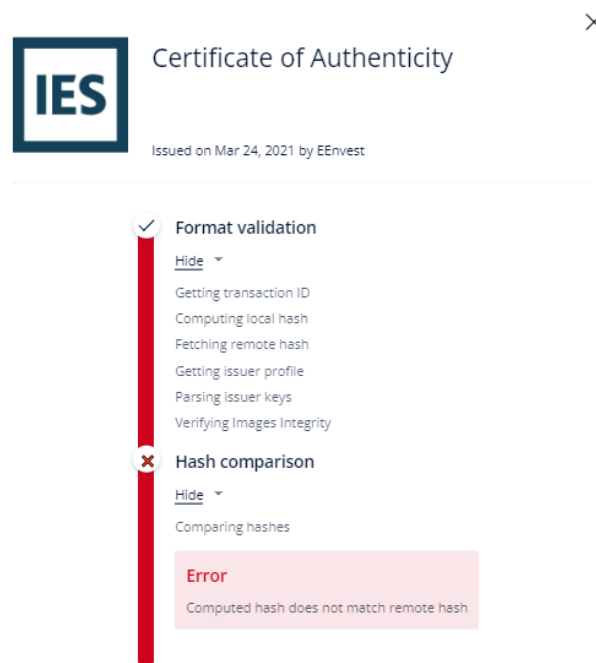 IES
Certificate of Authenticity
Issued on Mar 24, 2021 by EEnvest
Format validation
Hide
Getting transaction ID
Computing local hash
Fetching remote hash
Getting issuer profile
Parsing issuer keys
Verifying Images Integrity
Hash comparison
Hide
Comparing hashes
Error
Computed hash does not match remote hash